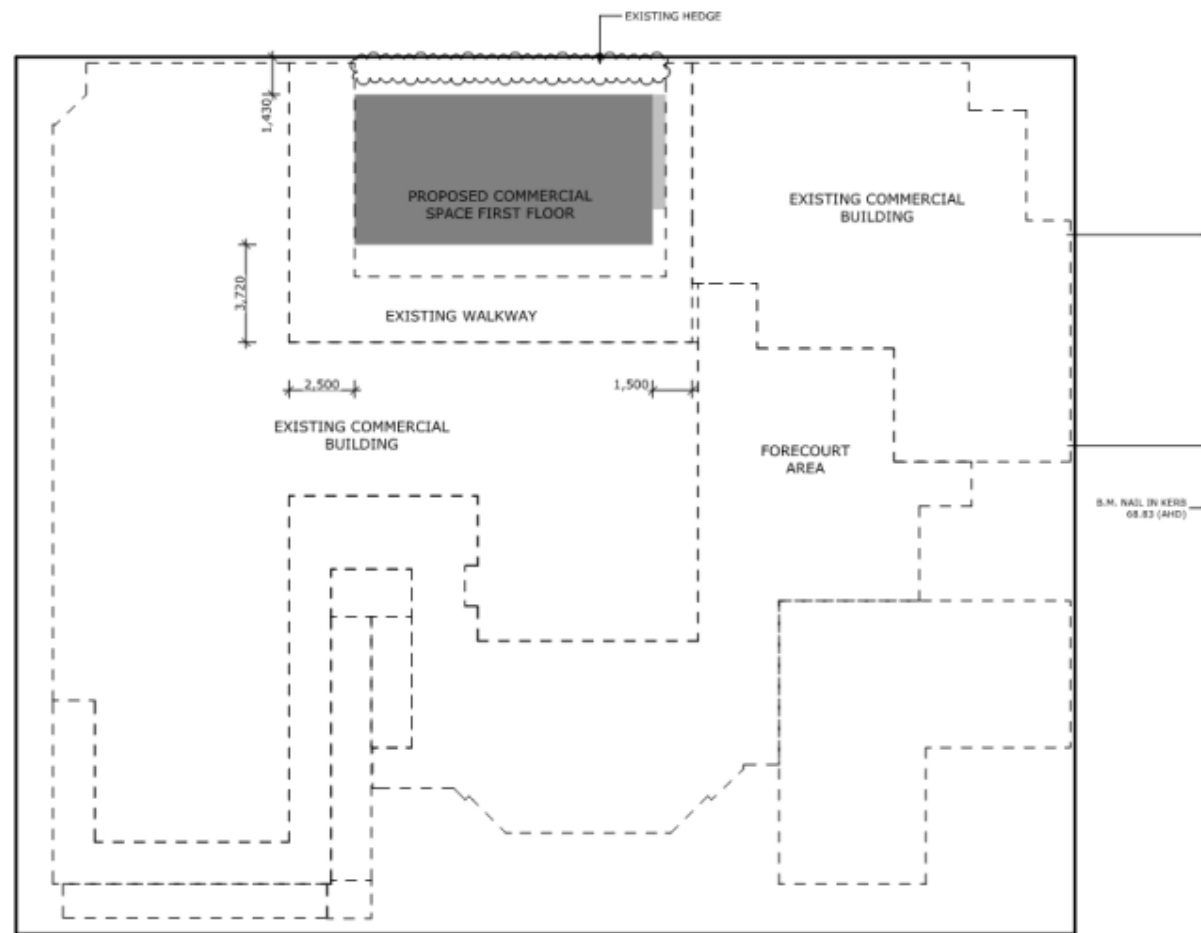 EXISTING HEDGE
1,430
PROPOSED COMMERCIAL
SPACE FIRST FLOOR
EXISTING COMMERCIAL
BUILDING
3,720
EXISTING WALKWAY
2,500
1,500
EXISTING COMMERCIAL
BUILDING
FORECOURT
AREA
B.M. NAIL IN KERB
68.83 (AHD)